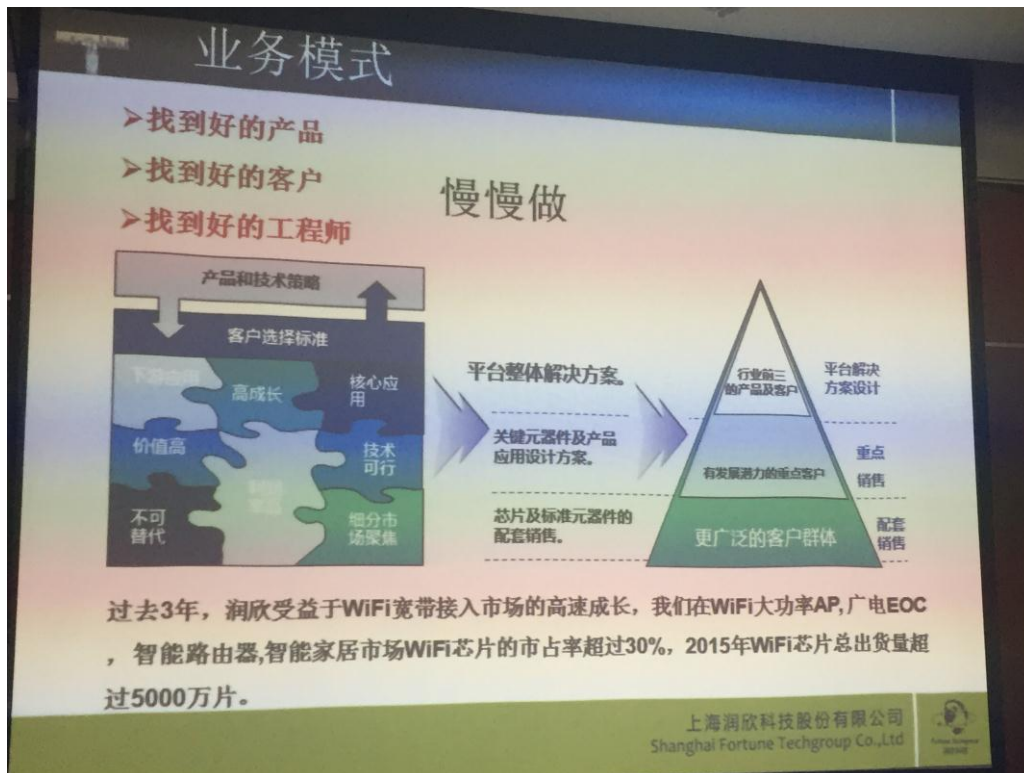 业务模式
➢找到好的产品
➢找到好的客户
➢找到好的工程师
慢慢做
产品和技术策略
客户选择标准
下游应用
高成长
核心应
用
价值高
技术
可行
不可
替代
细分市
场聚焦
平台整体解决方案。
关键元器件及产品
应用设计方案。
芯片及标准元器件的
配套销售。
行业前三
的产品及客户
有发展潜力的重点客户
更广泛的客户群体
平台解决
方案设计
重点
销售
配套
销售
过去3年，润欣受益于WiFi宽带接入市场的高速成长，我们在WiFi大功率AP,广电EOC
，智能路由器,智能家居市场WiFi芯片的市占率超过30%，2015年WiFi芯片总出货量超
过5000万片。
上海润欣科技股份有限公司
Shanghai Fortune Techgroup Co.,Ltd